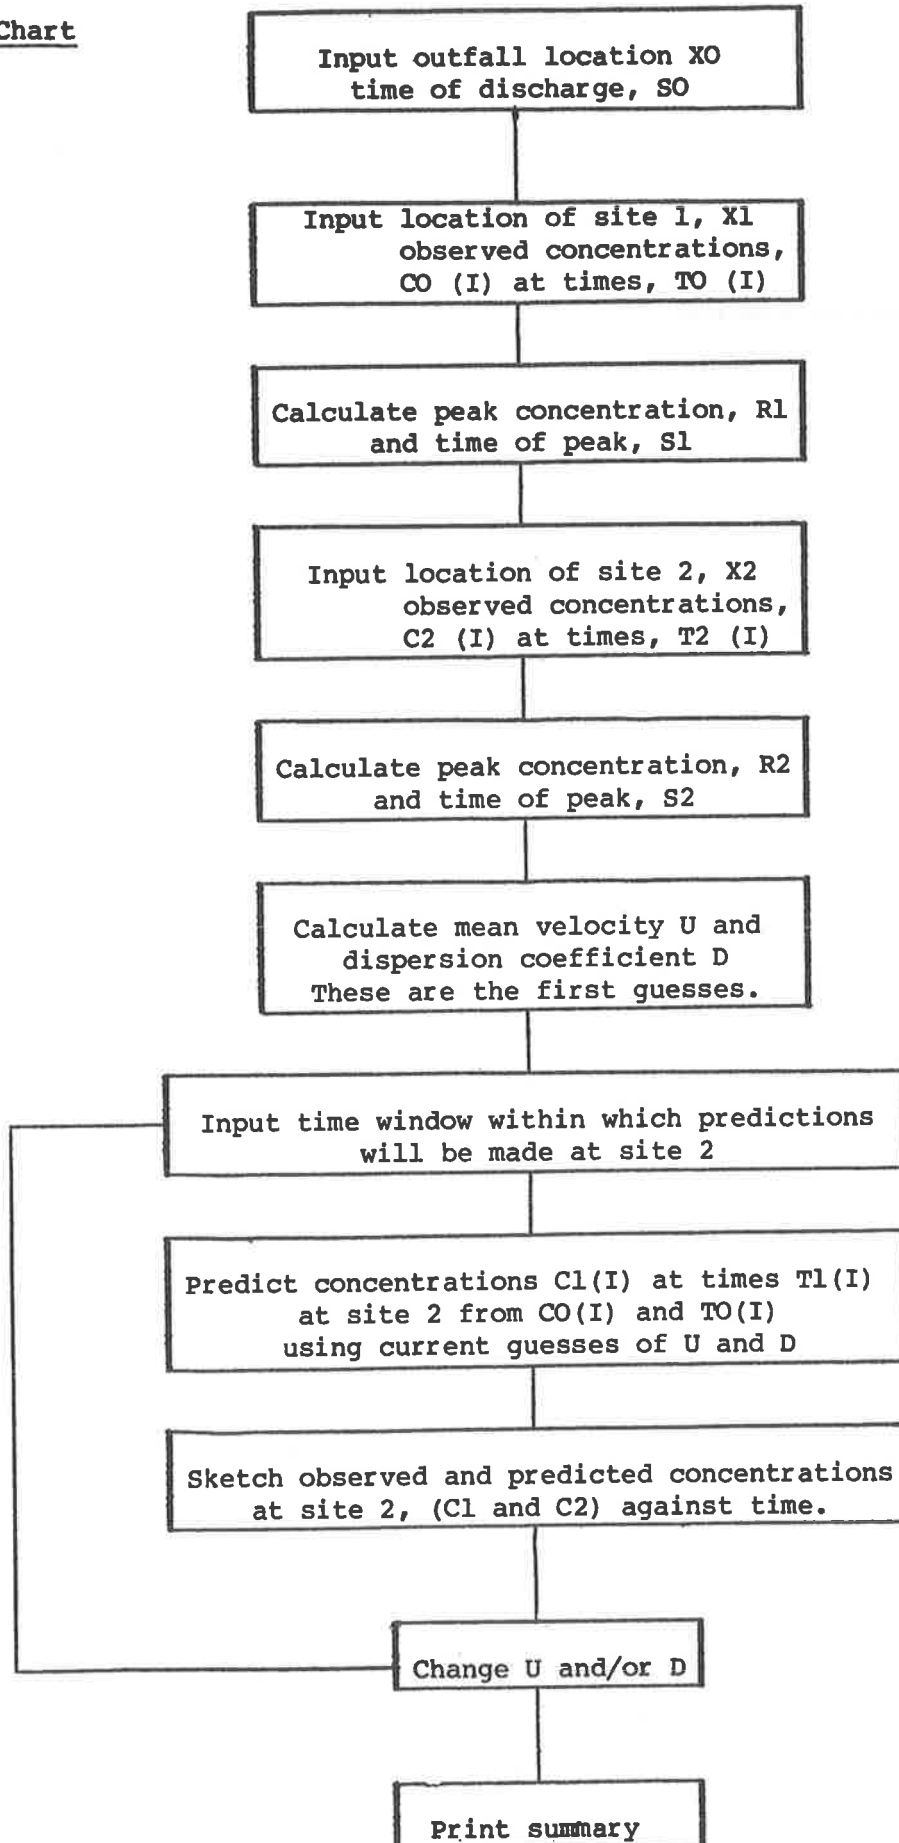 Chart
Input outfall location XO
time of discharge, SO
Input location of site 1, X1
observed concentrations,
CO (I) at times, TO (I)
Calculate peak concentration, R1
and time of peak, S1
Input location of site 2, X2
observed concentrations,
C2 (I) at times, T2 (I)
Calculate peak concentration, R2
and time of peak, S2
Calculate mean velocity U and
dispersion coefficient D
These are the first guesses.
Input time window within which predictions
will be made at site 2
Predict concentrations C1(I) at times T1(I)
at site 2 from CO(I) and TO(I)
using current guesses of U and D
Sketch observed and predicted concentrations
at site 2, (C1 and C2) against time.
Change U and/or D
Print summary